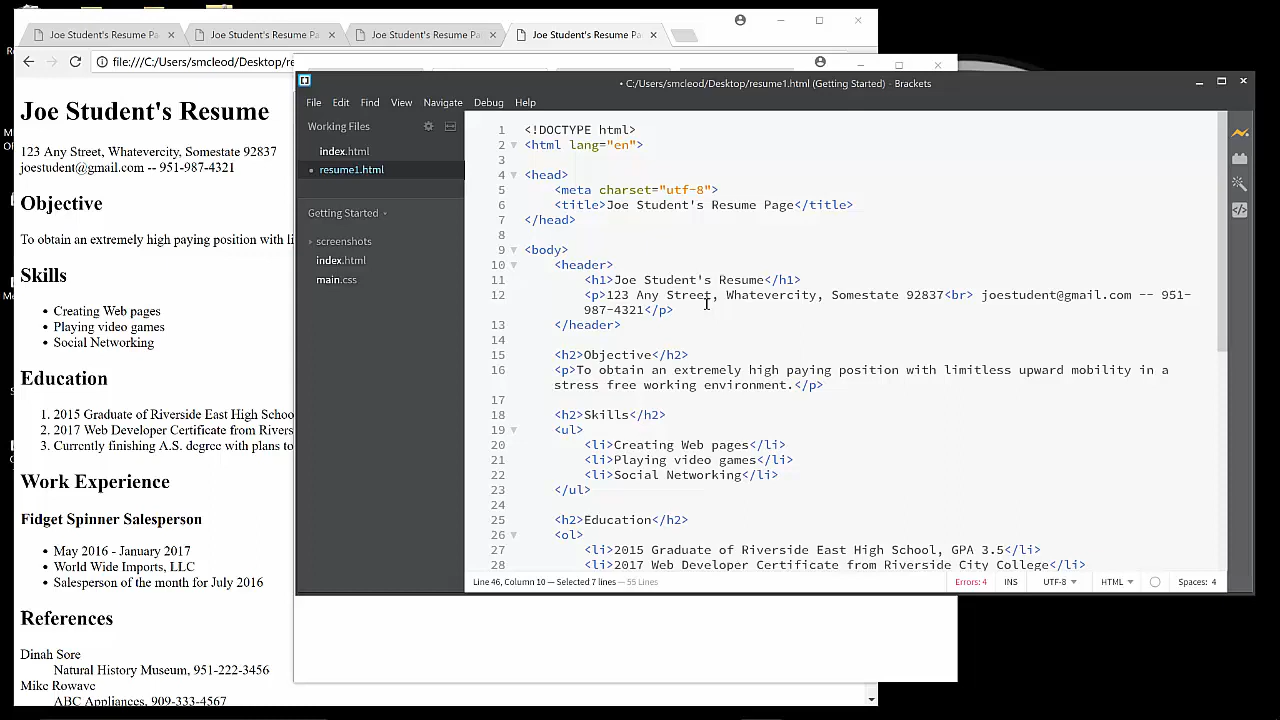 Joe Student's Resume Pa
Joe Student's Resume Pa
Joe Student's Resume Pa
Joe Student's Resume Pa
file:///C:/Users/smcleod/Desktop/re
Joe Student's Resume
123 Any Street, Whatevercity, Somestate 92837
joestudent@gmail.com -- 951-987-4321
Objective
To obtain an extremely high paying position with li
Skills
• Creating Web pages
• Playing video games
• Social Networking
Education
1. 2015 Graduate of Riverside East High Schoo
2. 2017 Web Developer Certificate from Rivers
3. Currently finishing A.S. degree with plans to
Work Experience
Fidget Spinner Salesperson
• May 2016 - January 2017
• World Wide Imports, LLC
• Salesperson of the month for July 2016
References
Dinah Sore
Natural History Museum, 951-222-3456
Mike Rowave
ABC Appliances, 909-333-4567
• C:/Users/smcleod/Desktop/resume1.html (Getting Started) - Brackets
File Edit Find View Navigate Debug Help
Working Files
index.html
• resume1.html
Getting Started
screenshots
index.html
main.css
1 <!DOCTYPE html>
2 <html lang="en">
3
4 <head>
5 <meta charset="utf-8">
6 <title>Joe Student's Resume Page</title>
7 </head>
8
9 <body>
10 <header>
11 <h1>Joe Student's Resume</h1>
12 <p>123 Any Street, Whatevercity, Somestate 92837<br> joestudent@gmail.com -- 951-
987-4321</p>
13 </header>
14
15 <h2>Objective</h2>
16 <p>To obtain an extremely high paying position with limitless upward mobility in a
stress free working environment.</p>
17
18 <h2>Skills</h2>
19 <ul>
20 <li>Creating Web pages</li>
21 <li>Playing video games</li>
22 <li>Social Networking</li>
23 </ul>
24
25 <h2>Education</h2>
26 <ol>
27 <li>2015 Graduate of Riverside East High School, GPA 3.5</li>
28 <li>2017 Web Developer Certificate from Riverside City College</li>
Line 46, Column 10 — Selected 7 lines — 55 Lines
Errors: 4 INS UTF-8 HTML Spaces: 4